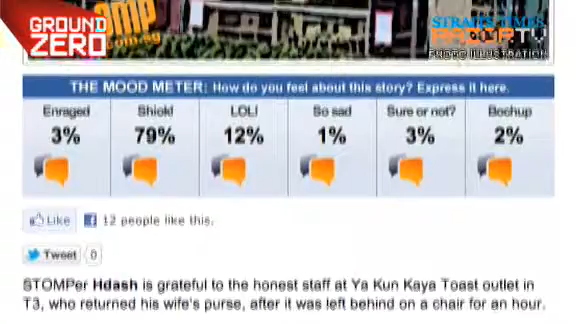 GROUND
ZERO
STRAITS TIMES
RAZORTV
PHOTO ILLUSTRATION
.com.sg
THE MOOD METER: How do you feel about this story? Express it here.
Enraged Shiok! LOL! So sad Sure or not? Bochup
3% 79% 12% 1% 3% 2%
Like 12 people like this.
Tweet 0
STOMPer Hdash is grateful to the honest staff at Ya Kun Kaya Toast outlet in
T3, who returned his wife's purse, after it was left behind on a chair for an hour.